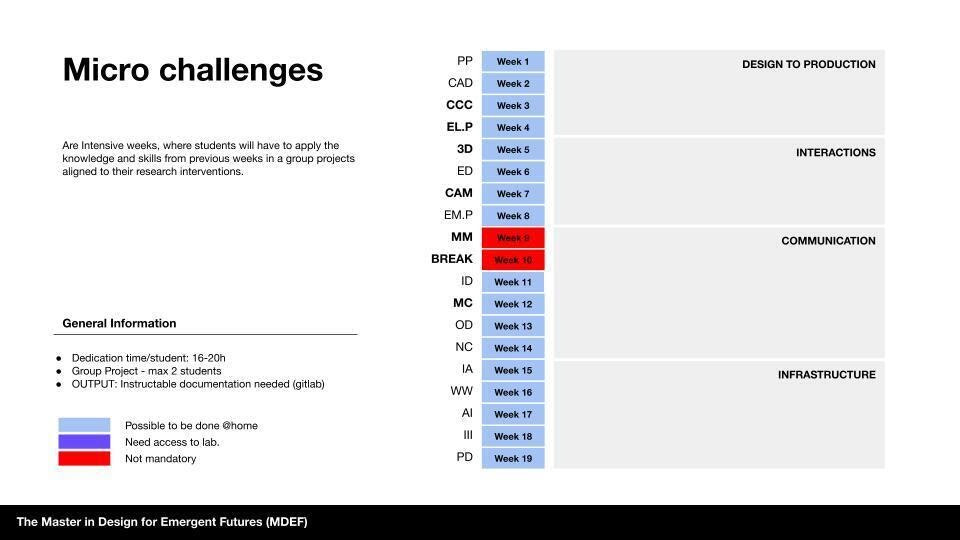 Micro challenges
Are Intensive weeks, where students will have to apply the
knowledge and skills from previous weeks in a group projects
aligned to their research interventions.
General Information
● Dedication time/student: 16-20h
● Group Project - max 2 students
● OUTPUT: Instructable documentation needed (gitlab)
Possible to be done @home
Need access to lab.
Not mandatory
PP Week 1
CAD Week 2
CCC Week 3
EL.P Week 4
3D Week 5
ED Week 6
CAM Week 7
EM.P Week 8
MM Week 9
BREAK Week 10
ID Week 11
MC Week 12
OD Week 13
NC Week 14
IA Week 15
WW Week 16
AI Week 17
III Week 18
PD Week 19
DESIGN TO PRODUCTION
INTERACTIONS
COMMUNICATION
INFRASTRUCTURE
The Master in Design for Emergent Futures (MDEF)